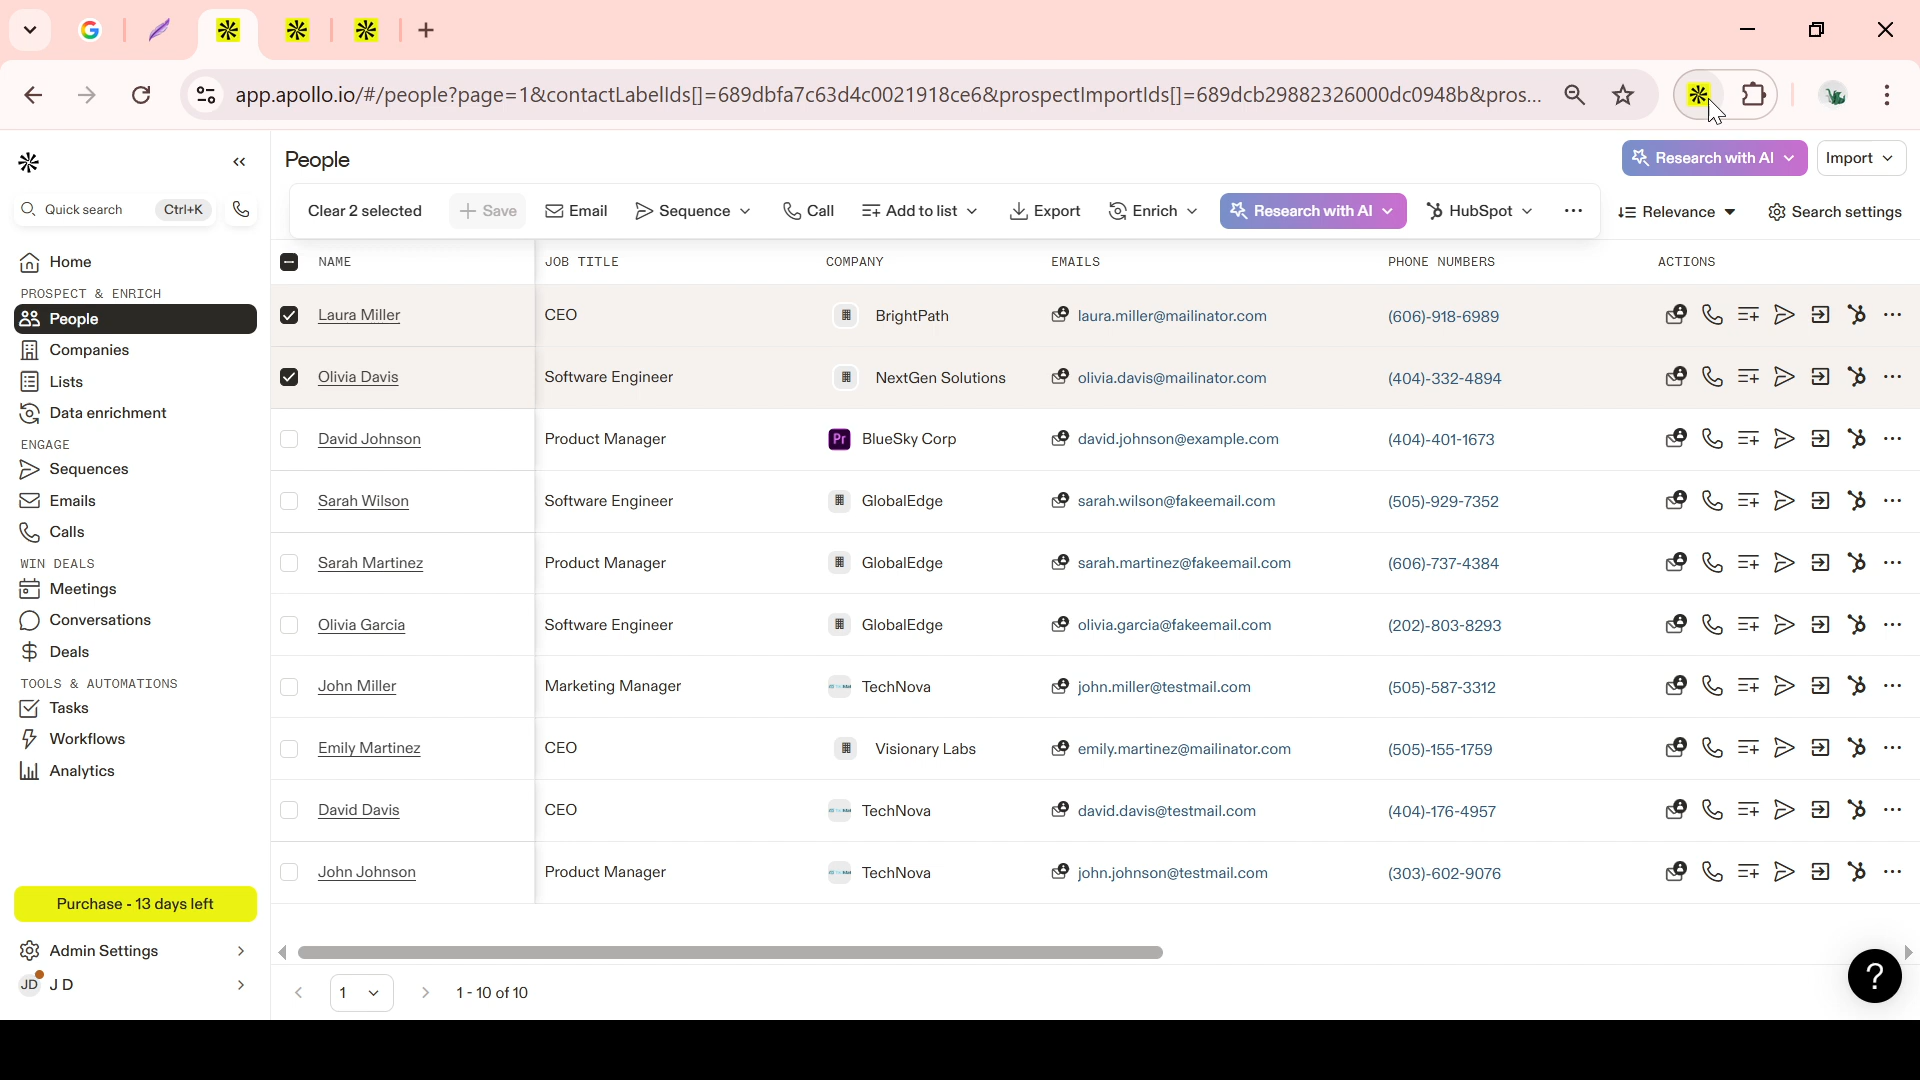 app.apollo.io/#/people?page=1&contactLabelIds[]=689dbfa7c63d4c0021918ce6&prospectImportIds[]=689dcb29882326000dc0948b&pros...
People
Research with AI
Import
Quick search
Ctrl+K
Clear 2 selected
Save
Email
Sequence
Call
Add to list
Export
Enrich
Research with AI
HubSpot
Relevance
Search settings
Home
PROSPECT & ENRICH
People
Companies
Lists
Data enrichment
ENGAGE
Sequences
Emails
Calls
WIN DEALS
Meetings
Conversations
Deals
TOOLS & AUTOMATIONS
Tasks
Workflows
Analytics
Purchase - 13 days left
Admin Settings
JD J D
NAME JOB TITLE COMPANY EMAILS PHONE NUMBERS ACTIONS
Laura Miller CEO BrightPath laura.miller@mailinator.com (606)-918-6989
Olivia Davis Software Engineer NextGen Solutions olivia.davis@mailinator.com (404)-332-4894
David Johnson Product Manager Pr BlueSky Corp david.johnson@example.com (404)-401-1673
Sarah Wilson Software Engineer GlobalEdge sarah.wilson@fakeemail.com (505)-929-7352
Sarah Martinez Product Manager GlobalEdge sarah.martinez@fakeemail.com (606)-737-4384
Olivia Garcia Software Engineer GlobalEdge olivia.garcia@fakeemail.com (202)-803-8293
John Miller Marketing Manager TechNova john.miller@testmail.com (505)-587-3312
Emily Martinez CEO Visionary Labs emily.martinez@mailinator.com (505)-155-1759
David Davis CEO TechNova david.davis@testmail.com (404)-176-4957
John Johnson Product Manager TechNova john.johnson@testmail.com (303)-602-9076
1
1 - 10 of 10
?